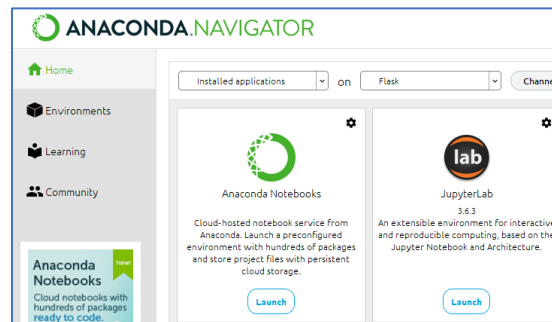 ANACONDA.NAVIGATOR
Home
Installed applications on Flask Channe
Environments
Learning
Community
Anaconda Notebooks
Cloud-hosted notebook service from
Anaconda. Launch a preconfigured
environment with hundreds of packages
and store project files with persistent
cloud storage.
Launch
lab
JupyterLab
3.6.3
An extensible environment for interactive
and reproducible computing, based on the
Jupyter Notebook and Architecture.
Launch
New!
Anaconda
Notebooks
Cloud notebooks with
hundreds of packages
ready to code.